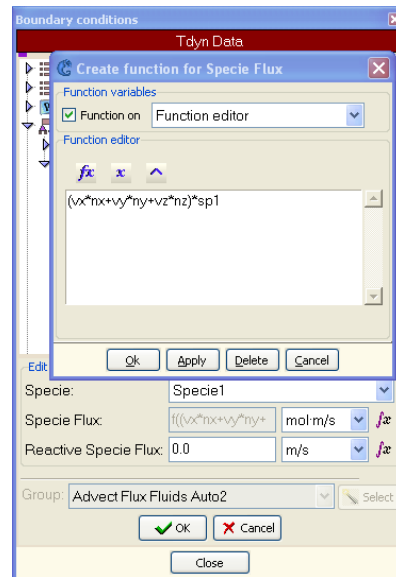 Boundary conditions
Tdyn Data
Create function for Specie Flux
Function variables
Function on Function editor
Function editor
fx x ^
(vx*nx+vy*ny+vz*nz)*sp1
Ok Apply Delete Cancel
Edit
Specie: Specie1
Specie Flux: f((vx*nx+vy*ny+ mol·m/s fx
Reactive Specie Flux: 0.0 m/s fx
Group: Advect Flux Fluids Auto2 Select
OK Cancel
Close